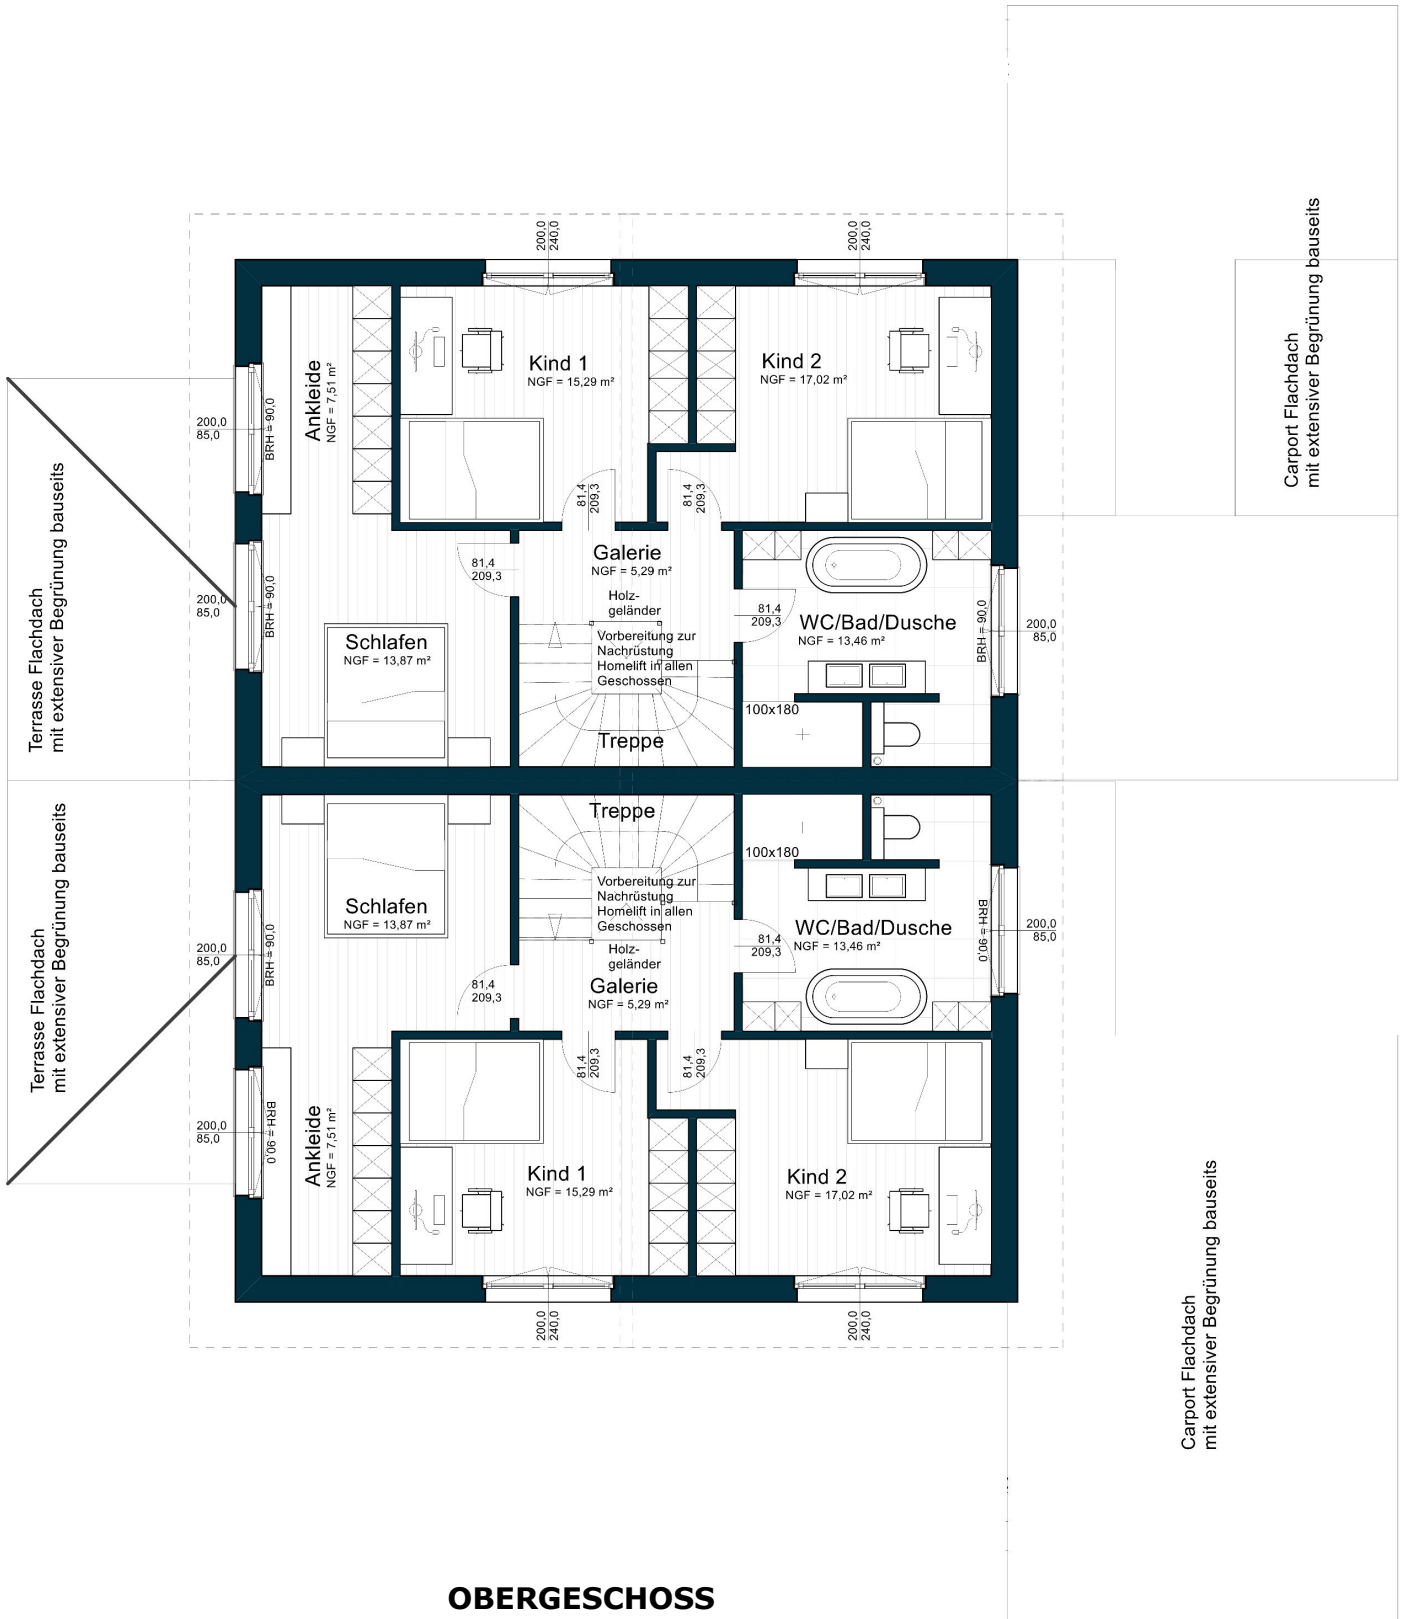 Carport Flachdach
mit extensiver Begrünung bauseits
200,0
240,0
200,0
240,0
Ankleide
NGF = 7,51 m²
Kind 1
NGF = 15,29 m²
Kind 2
NGF = 17,02 m²
200,0
85,0
BRH = 90,0
Terrasse Flachdach
mit extensiver Begrünung bauseits
81,4
209,3
81,4
209,3
Galerie
NGF = 5,29 m²
81,4
209,3
200,0
85,0
BRH = 90,0
Holz-
geländer
81,4
209,3
WC/Bad/Dusche
NGF = 13,46 m²
BRH = 90,0
200,0
85,0
Schlafen
NGF = 13,87 m²
Vorbereitung zur
Nachrüstung
Homelift in allen
Geschossen
100x180
Treppe
Treppe
100x180
Terrasse Flachdach
mit extensiver Begrünung bauseits
Schlafen
NGF = 13,87 m²
Vorbereitung zur
Nachrüstung
Homelift in allen
Geschossen
WC/Bad/Dusche
NGF = 13,46 m²
BRH = 90,0
200,0
85,0
200,0
85,0
BRH = 90,0
Holz-
geländer
81,4
209,3
81,4
209,3
Galerie
NGF = 5,29 m²
81,4
209,3
81,4
209,3
200,0
85,0
BRH = 90,0
Ankleide
NGF = 7,51 m²
Kind 1
NGF = 15,29 m²
Kind 2
NGF = 17,02 m²
Carport Flachdach
mit extensiver Begrünung bauseits
200,0
240,0
200,0
240,0
OBERGESCHOSS